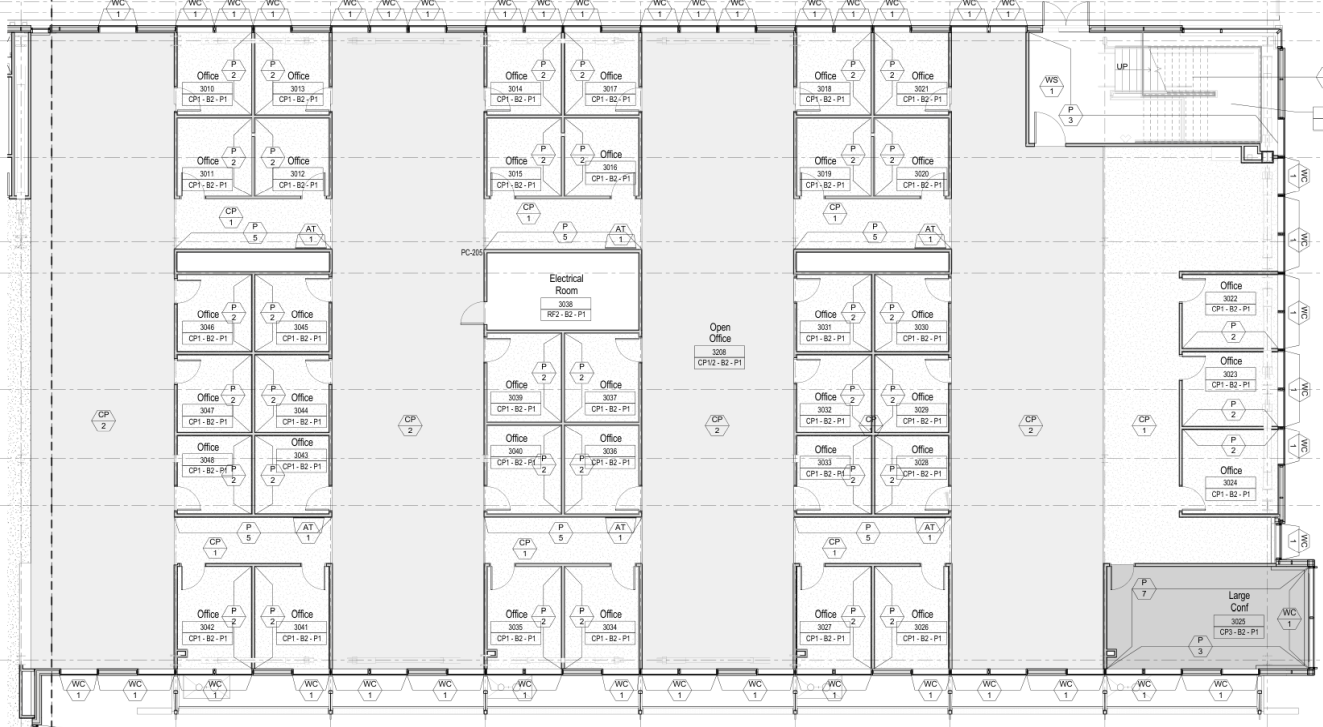 WC WC WC WC WC WC WC WC WC WC WC WC
1 1 1 1 1 1 1 1 1 1 1 1
P P P P P P
2 2 2 2 2 2
Office Office Office Office Office Office
3010 3013 3014 3017 3018 3021
CP1 - B2 - P1 CP1 - B2 - P1 CP1 - B2 - P1 CP1 - B2 - P1 CP1 - B2 - P1 CP1 - B2 - P1
UP
WS
1
P
3
P P P P P P
2 2 2 2 2 2
Office Office Office Office Office Office
3011 3012 3015 3016 3019 3020
CP1 - B2 - P1 CP1 - B2 - P1 CP1 - B2 - P1 CP1 - B2 - P1 CP1 - B2 - P1 CP1 - B2 - P1
WC
1
CP CP CP
1 1 1
P AT P AT P AT
5 1 5 1 5 1
WC
1
PC-205
Electrical
Room
3038
RF2 - B2 - P1
P P P P
2 2 2 2
Office Office Office Office
3046 3045 3031 3030
CP1 - B2 - P1 CP1 - B2 - P1 CP1 - B2 - P1 CP1 - B2 - P1
Office
3022
CP1 - B2 - P1
P
2
WC
1
Open
Office
3208
CP1/2 - B2 - P1
P P P P P P
2 2 2 2 2 2
Office Office Office Office Office Office
3047 3044 3039 3037 3032 3029
CP1 - B2 - P1 CP1 - B2 - P1 CP1 - B2 - P1 CP1 - B2 - P1 CP1 - B2 - P1 CP1 - B2 - P1
Office
3023
CP1 - B2 - P1
P
2
WC
1
CP CP CP CP CP CP
2 2 2 1 2 1
P P P P P P
2 2 2 2 2 2
Office Office Office Office Office Office
3048 3043 3040 3036 3033 3028
CP1 - B2 - P1 CP1 - B2 - P1 CP1 - B2 - P1 CP1 - B2 - P1 CP1 - B2 - P1 CP1 - B2 - P1
P
2
Office
3024
CP1 - B2 - P1
WC
1
P AT P AT P AT
5 1 5 1 5 1
CP CP CP
1 1 1
WC
1
P P P P P P
2 2 2 2 2 2
Office Office Office Office Office Office
3042 3041 3035 3034 3027 3026
CP1 - B2 - P1 CP1 - B2 - P1 CP1 - B2 - P1 CP1 - B2 - P1 CP1 - B2 - P1 CP1 - B2 - P1
P
7
Large
Conf
3025
CP3 - B2 - P1
WC
1
P
3
WC WC WC WC WC WC WC WC WC WC WC WC WC WC WC WC
1 1 1 1 1 1 1 1 1 1 1 1 1 1 1 1